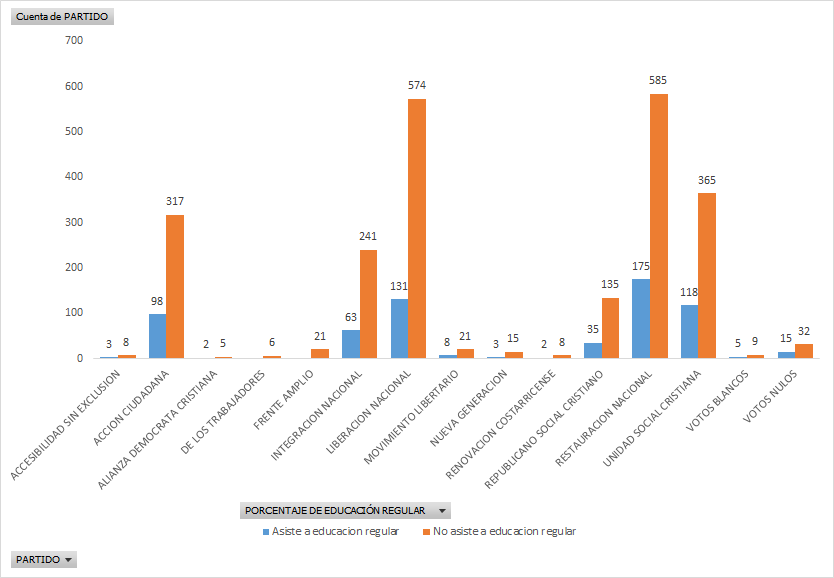 Cuenta de PARTIDO
700
600
500
400
300
200
100
0
3 8
98 317
2 5
6
21
63 241
131 574
8 21
3 15
2 8
35 135
175 585
118 365
5 9
15 32
ACCESIBILIDAD SIN EXCLUSION
ACCION CIUDADANA
ALIANZA DEMOCRATA CRISTIANA
DE LOS TRABAJADORES
FRENTE AMPLIO
INTEGRACION NACIONAL
LIBERACION NACIONAL
MOVIMIENTO LIBERTARIO
NUEVA GENERACION
RENOVACION COSTARRICENSE
REPUBLICANO SOCIAL CRISTIANO
RESTAURACION NACIONAL
UNIDAD SOCIAL CRISTIANA
VOTOS BLANCOS
VOTOS NULOS
PORCENTAJE DE EDUCACIÓN REGULAR
Asiste a educacion regular No asiste a educacion regular
PARTIDO